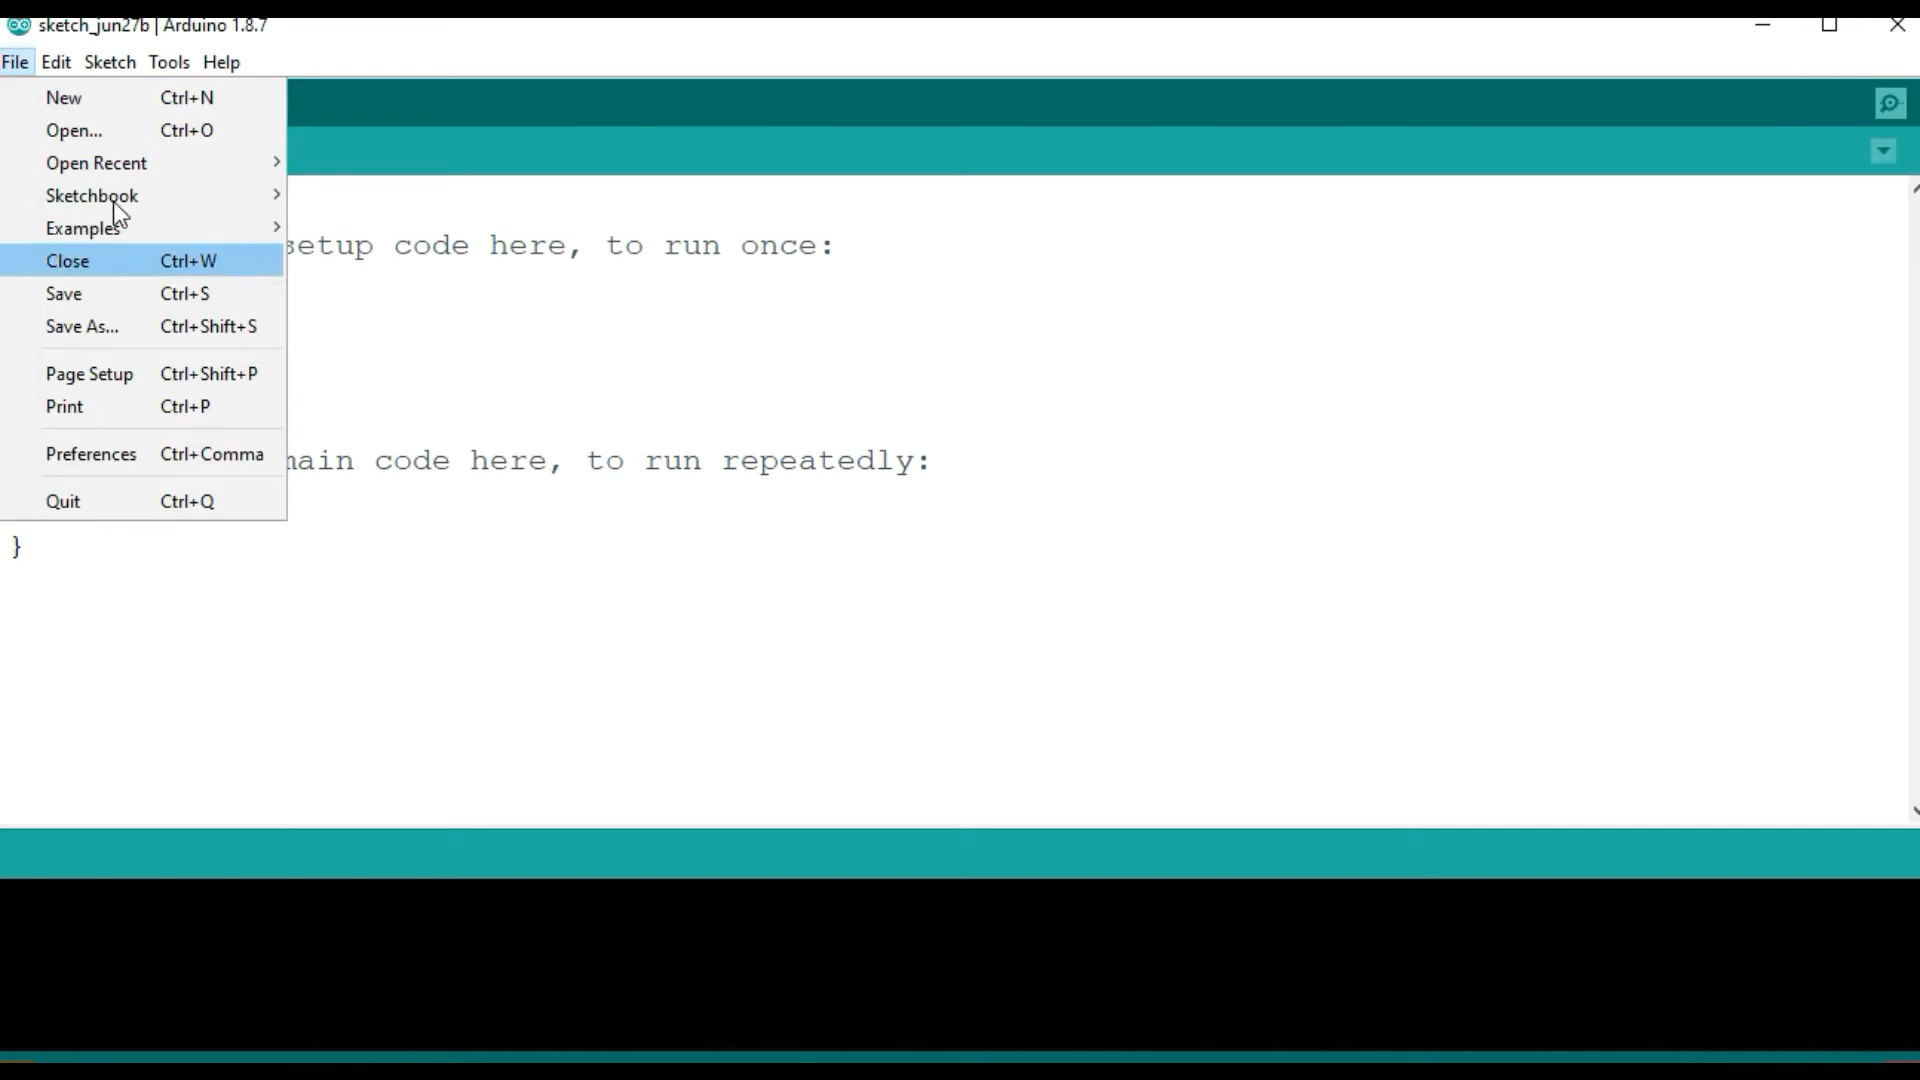 sketch_jun27b | Arduino 1.8.7
File Edit Sketch Tools Help
New Ctrl+N
Open... Ctrl+O
Open Recent
Sketchbook
Examples
Close Ctrl+W
Save Ctrl+S
Save As... Ctrl+Shift+S
Page Setup Ctrl+Shift+P
Print Ctrl+P
Preferences Ctrl+Comma
Quit Ctrl+Q
setup code here, to run once:
main code here, to run repeatedly:
}